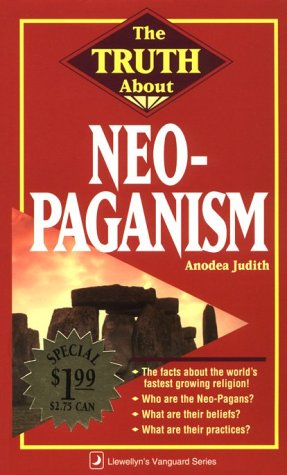 The
TRUTH
About
NEO-
PAGANISM
Anodea Judith
SPECIAL
$1.99
$2.75 CAN
• The facts about the world's
fastest growing religion!
• Who are the Neo-Pagans?
• What are their beliefs?
• What are their practices?
Llewellyn's Vanguard Series